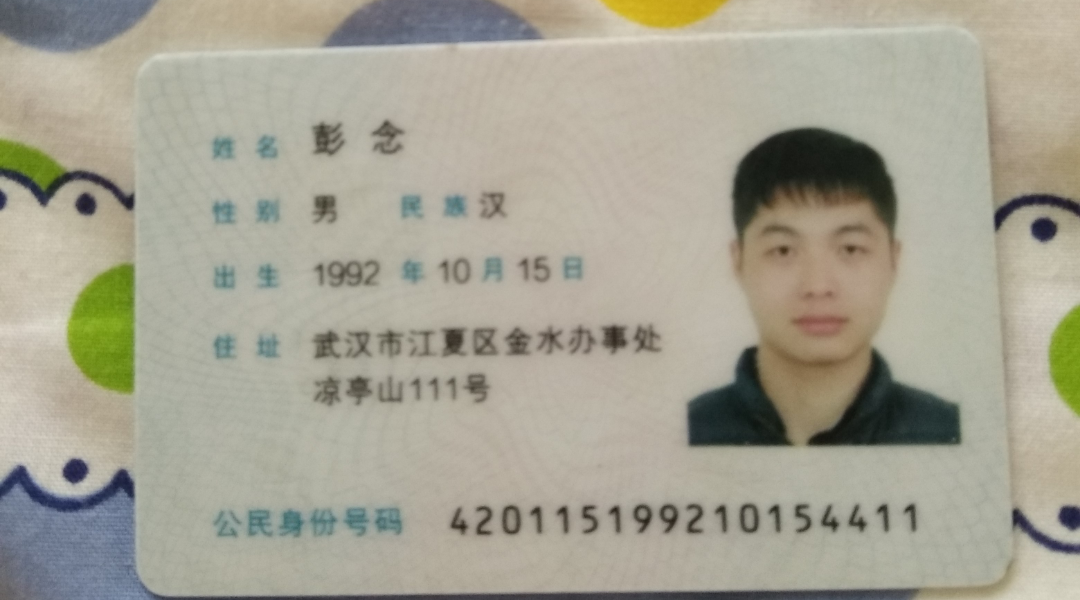 姓名 彭念
性别 男 民族 汉
出生 1992 年 10 月 15 日
住址 武汉市江夏区金水办事处
凉亭山111号
公民身份号码 420115199210154411